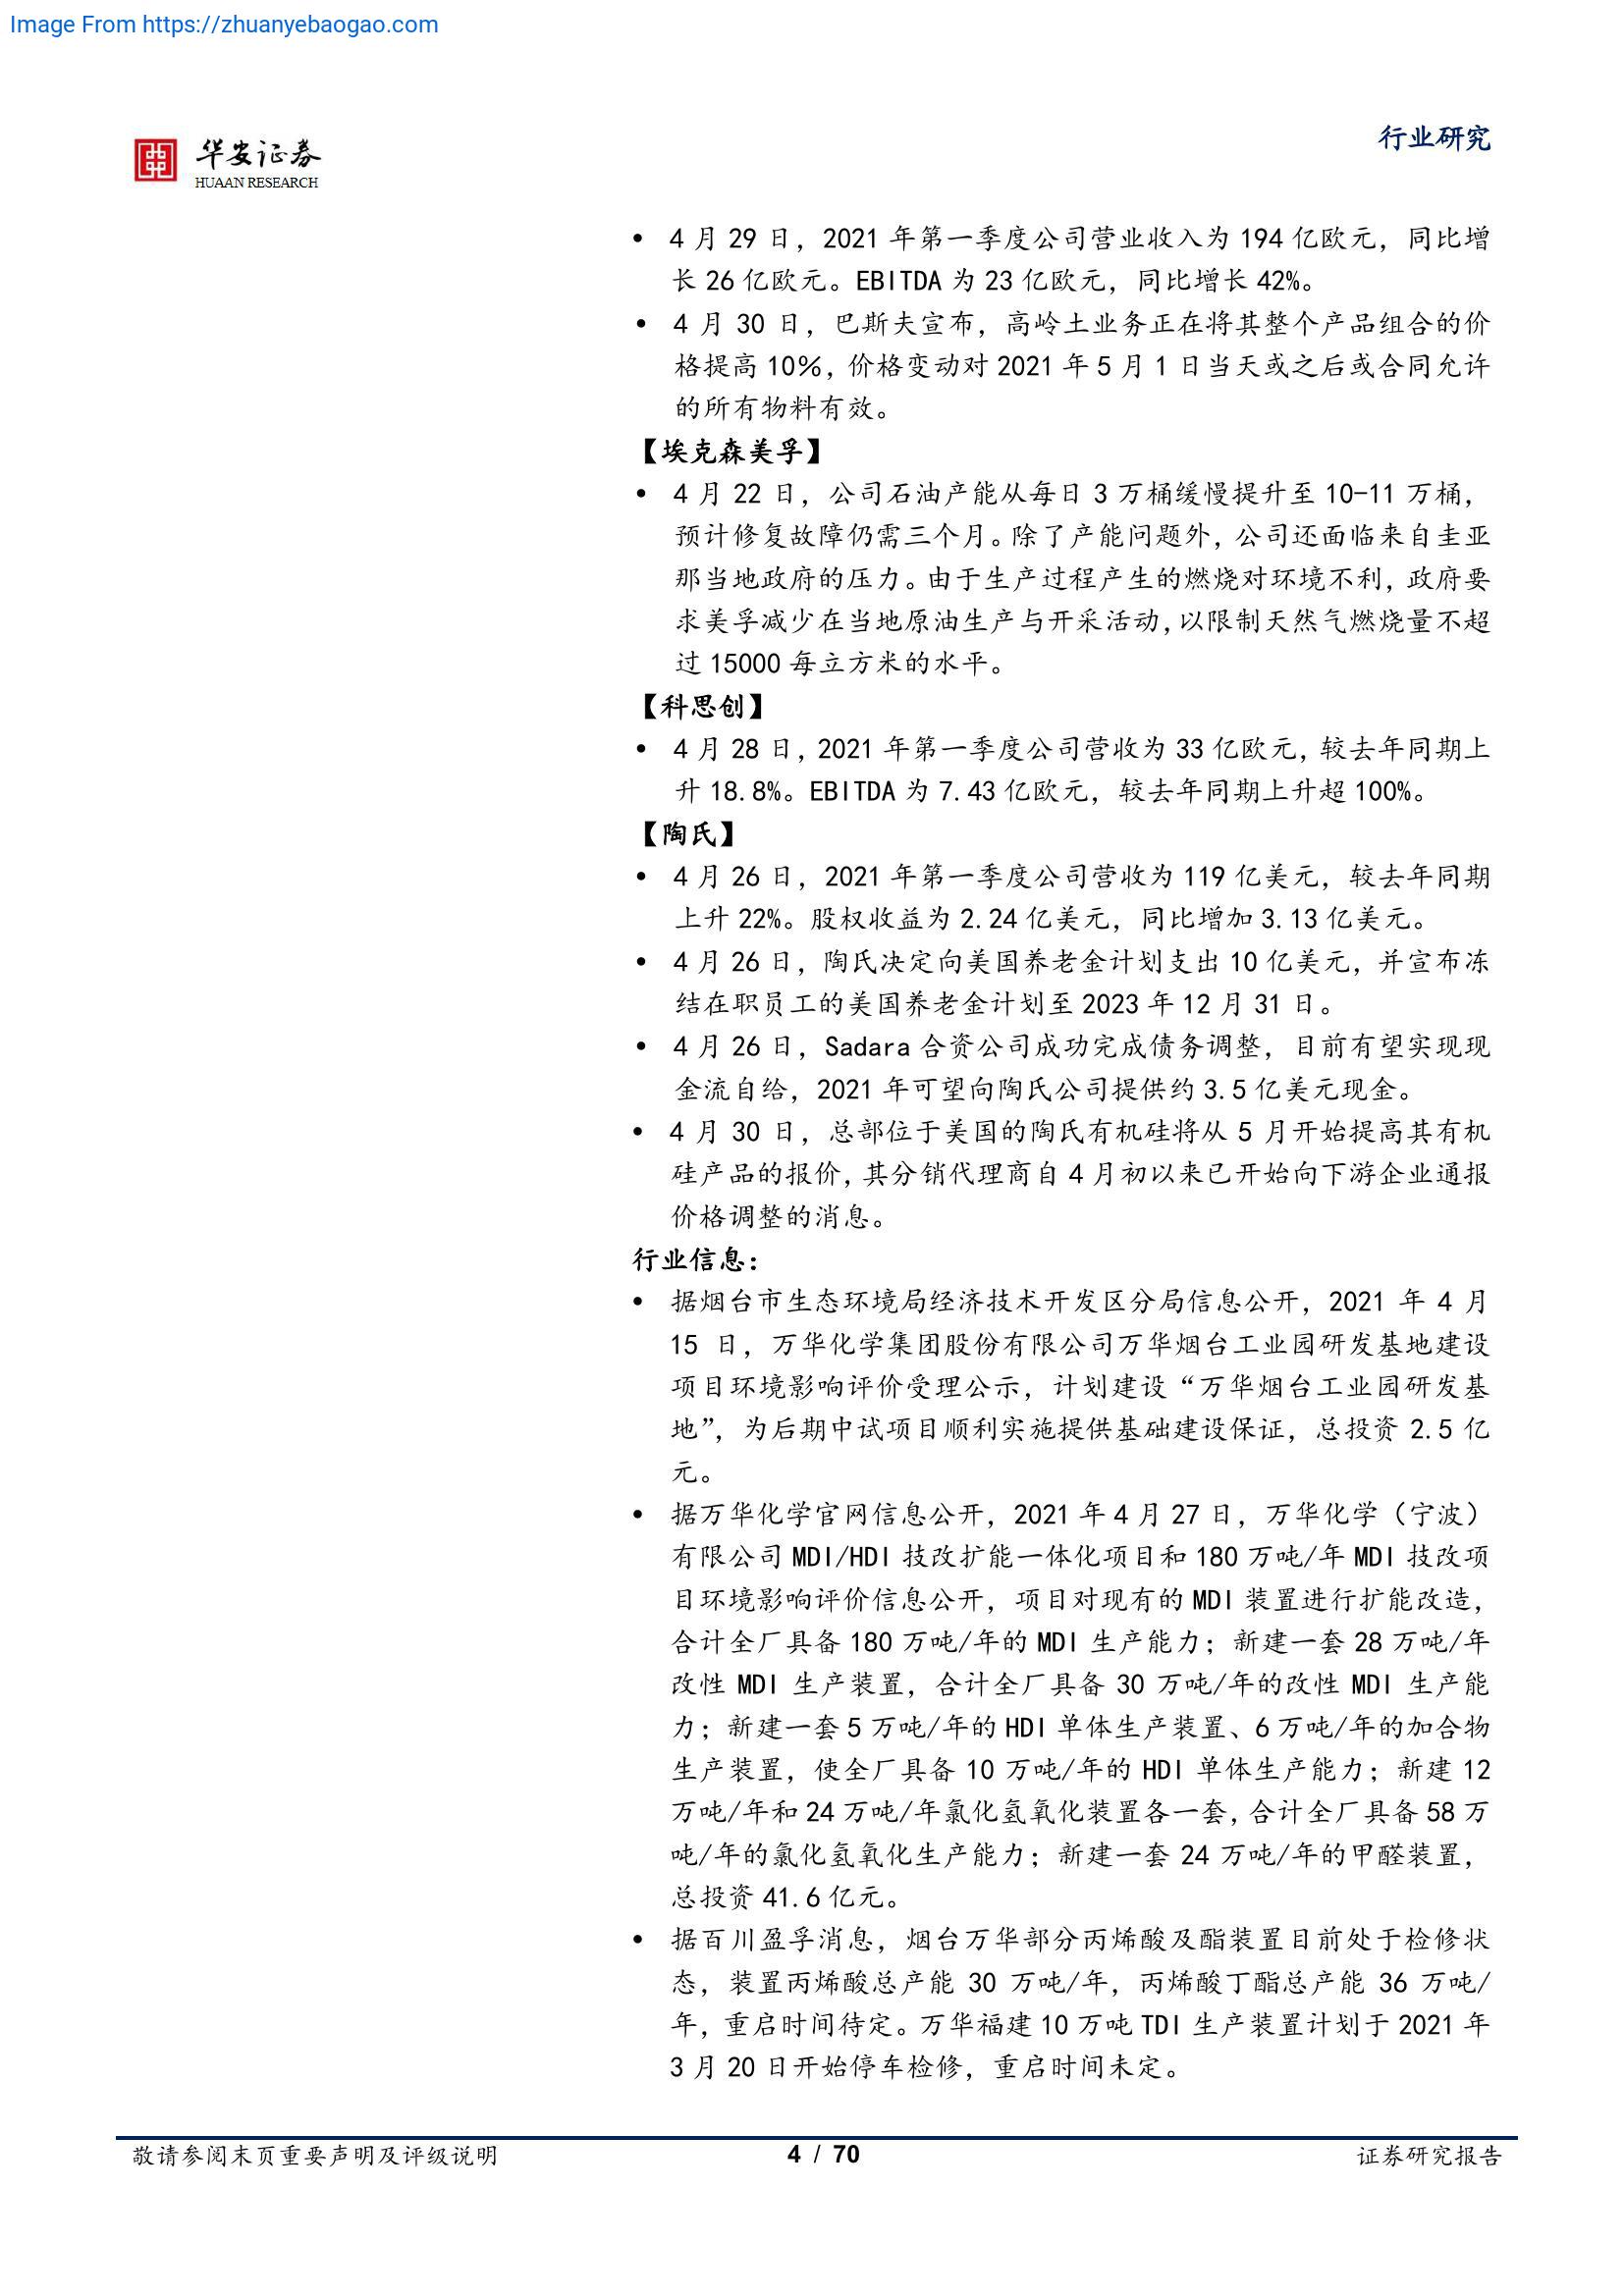 Image From https://zhuanyebaogao.com
华安证券
HUAAN RESEARCH
行业研究
• 4 月 29 日，2021 年第一季度公司营业收入为 194 亿欧元，同比增
长 26 亿欧元。EBITDA 为 23 亿欧元，同比增长 42%。
• 4 月 30 日，巴斯夫宣布，高岭土业务正在将其整个产品组合的价
格提高 10％，价格变动对 2021 年 5 月 1 日当天或之后或合同允许
的所有物料有效。
【埃克森美孚】
• 4 月 22 日，公司石油产能从每日 3 万桶缓慢提升至 10-11 万桶，
预计修复故障仍需三个月。除了产能问题外，公司还面临来自圭亚
那当地政府的压力。由于生产过程产生的燃烧对环境不利，政府要
求美孚减少在当地原油生产与开采活动，以限制天然气燃烧量不超
过 15000 每立方米的水平。
【科思创】
• 4 月 28 日，2021 年第一季度公司营收为 33 亿欧元，较去年同期上
升 18.8%。EBITDA 为 7.43 亿欧元，较去年同期上升超 100%。
【陶氏】
• 4 月 26 日，2021 年第一季度公司营收为 119 亿美元，较去年同期
上升 22%。股权收益为 2.24 亿美元，同比增加 3.13 亿美元。
• 4 月 26 日，陶氏决定向美国养老金计划支出 10 亿美元，并宣布冻
结在职员工的美国养老金计划至 2023 年 12 月 31 日。
• 4 月 26 日，Sadara 合资公司成功完成债务调整，目前有望实现现
金流自给，2021 年可望向陶氏公司提供约 3.5 亿美元现金。
• 4 月 30 日，总部位于美国的陶氏有机硅将从 5 月开始提高其有机
硅产品的报价，其分销代理商自 4 月初以来已开始向下游企业通报
价格调整的消息。
行业信息：
• 据烟台市生态环境局经济技术开发区分局信息公开，2021 年 4 月
15 日，万华化学集团股份有限公司万华烟台工业园研发基地建设
项目环境影响评价受理公示，计划建设“万华烟台工业园研发基
地”，为后期中试项目顺利实施提供基础建设保证，总投资 2.5 亿
元。
• 据万华化学官网信息公开，2021 年 4 月 27 日，万华化学（宁波）
有限公司 MDI/HDI 技改扩能一体化项目和 180 万吨/年 MDI 技改项
目环境影响评价信息公开，项目对现有的 MDI 装置进行扩能改造，
合计全厂具备 180 万吨/年的 MDI 生产能力；新建一套 28 万吨/年
改性 MDI 生产装置，合计全厂具备 30 万吨/年的改性 MDI 生产能
力；新建一套 5 万吨/年的 HDI 单体生产装置、6 万吨/年的加合物
生产装置，使全厂具备 10 万吨/年的 HDI 单体生产能力；新建 12
万吨/年和 24 万吨/年氯化氢氧化装置各一套，合计全厂具备 58 万
吨/年的氯化氢氧化生产能力；新建一套 24 万吨/年的甲醛装置，
总投资 41.6 亿元。
• 据百川盈孚消息，烟台万华部分丙烯酸及酯装置目前处于检修状
态，装置丙烯酸总产能 30 万吨/年，丙烯酸丁酯总产能 36 万吨/
年，重启时间待定。万华福建 10 万吨 TDI 生产装置计划于 2021 年
3 月 20 日开始停车检修，重启时间未定。
敬请参阅末页重要声明及评级说明
4 / 70
证券研究报告